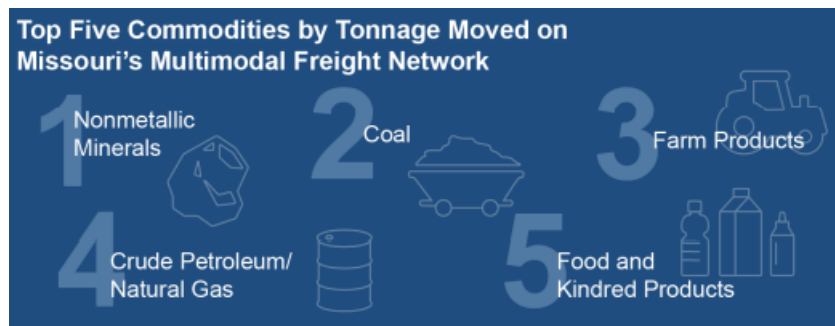 Top Five Commodities by Tonnage Moved on
Missouri's Multimodal Freight Network
1
Nonmetallic
Minerals
2
Coal
3
Farm Products
4
Crude Petroleum/
Natural Gas
5
Food and
Kindred Products